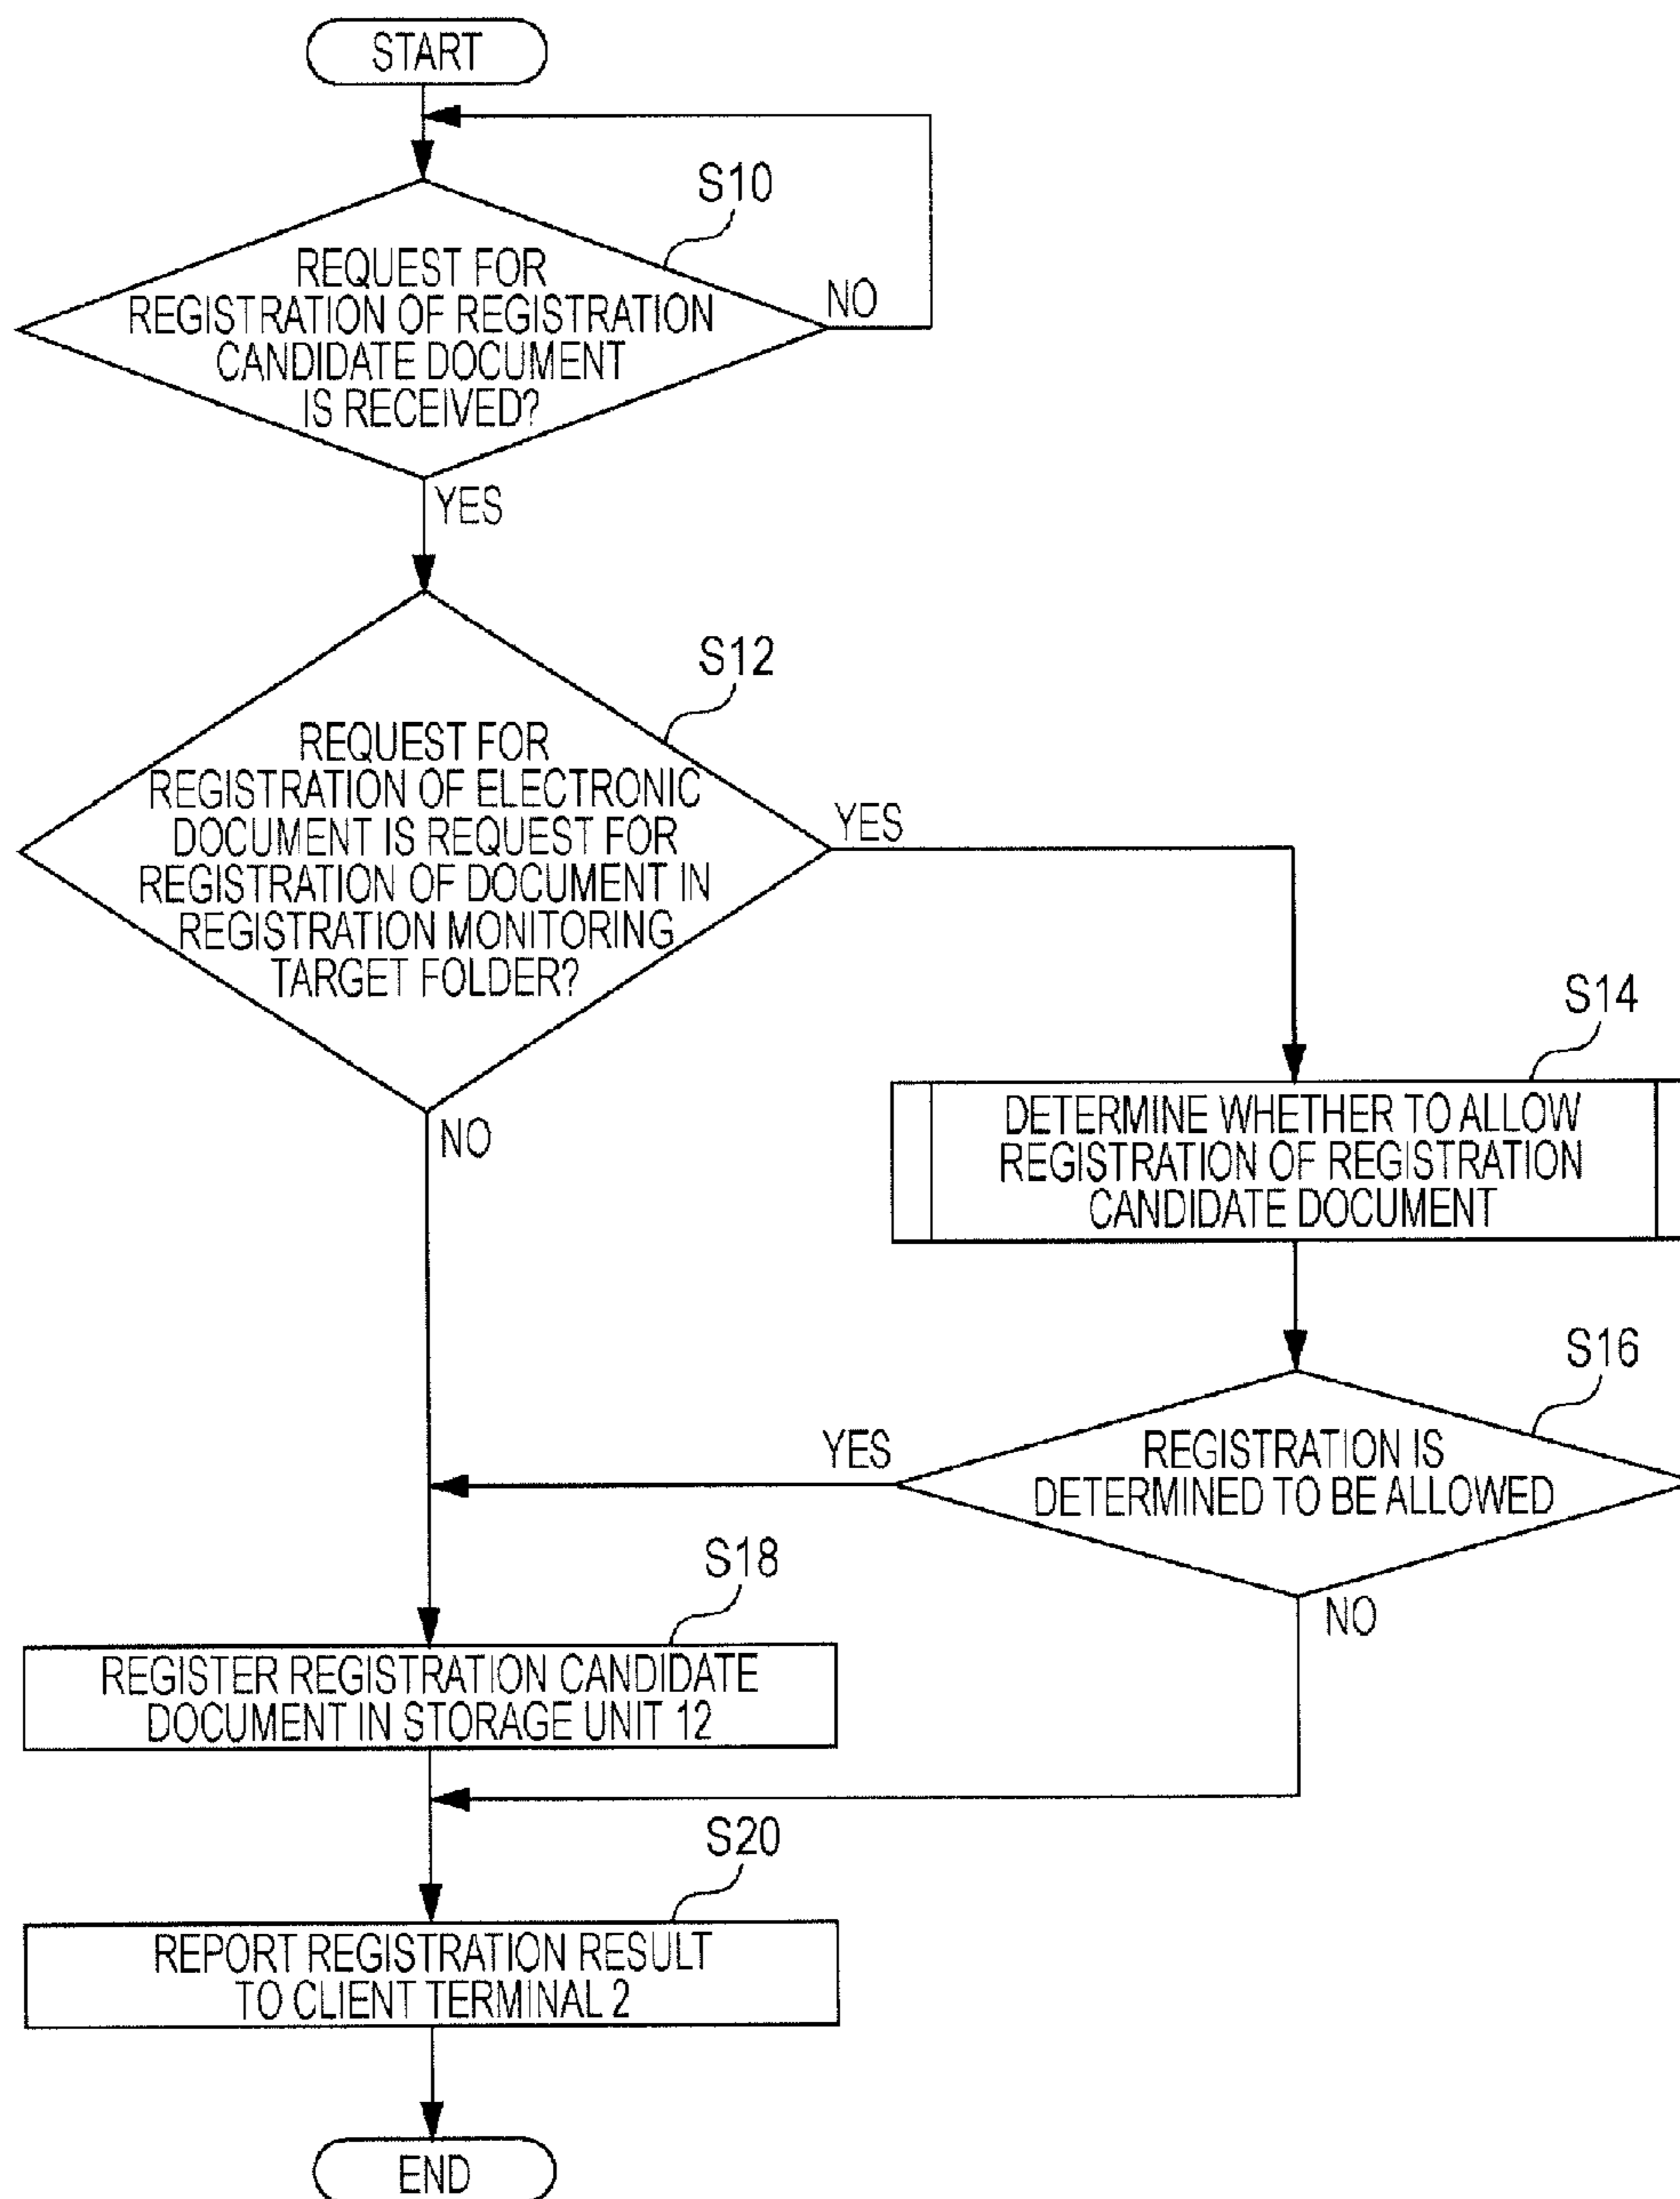 START
S10
REQUEST FOR
REGISTRATION OF REGISTRATION
CANDIDATE DOCUMENT
IS RECEIVED?
NO
YES
S12
REQUEST FOR
REGISTRATION OF ELECTRONIC
DOCUMENT IS REQUEST FOR
REGISTRATION OF DOCUMENT IN
REGISTRATION MONITORING
TARGET FOLDER?
YES
NO
S14
DETERMINE WHETHER TO ALLOW
REGISTRATION OF REGISTRATION
CANDIDATE DOCUMENT
S16
REGISTRATION IS
DETERMINED TO BE ALLOWED
YES
NO
S18
REGISTER REGISTRATION CANDIDATE
DOCUMENT IN STORAGE UNIT 12
S20
REPORT REGISTRATION RESULT
TO CLIENT TERMINAL 2
END